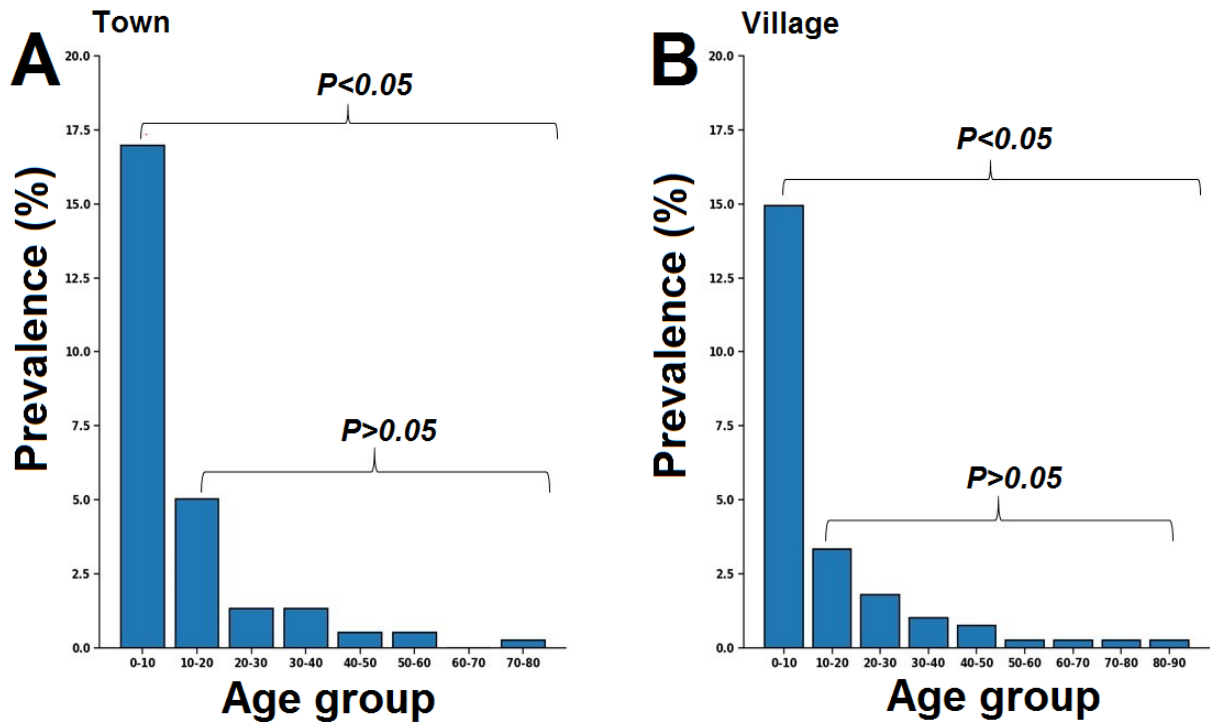 A
Town
20.0
17.5
15.0
12.5
10.0
7.5
5.0
2.5
0.0
Prevalence (%)
P<0.05
P>0.05
0-10 10-20 20-30 30-40 40-50 50-60 60-70 70-80
Age group
B
Village
20.0
17.5
15.0
12.5
10.0
7.5
5.0
2.5
0.0
Prevalence (%)
P<0.05
P>0.05
0-10 10-20 20-30 30-40 40-50 50-60 60-70 70-80 80-90
Age group